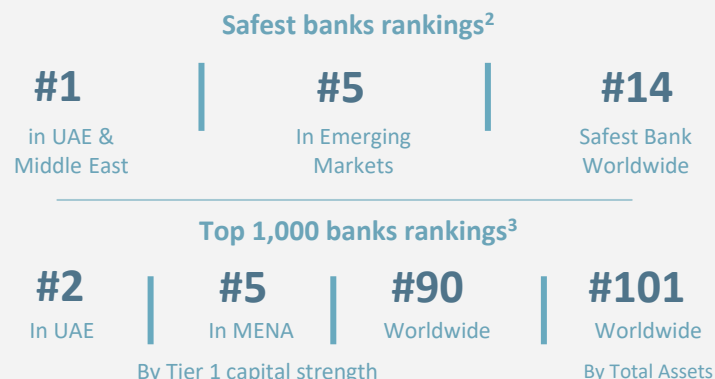 Safest banks rankings²
#1 #5 #14
in UAE & In Emerging Safest Bank
Middle East Markets Worldwide
Top 1,000 banks rankings³
#2 #5 #90 #101
In UAE In MENA Worldwide Worldwide
By Tier 1 capital strength By Total Assets